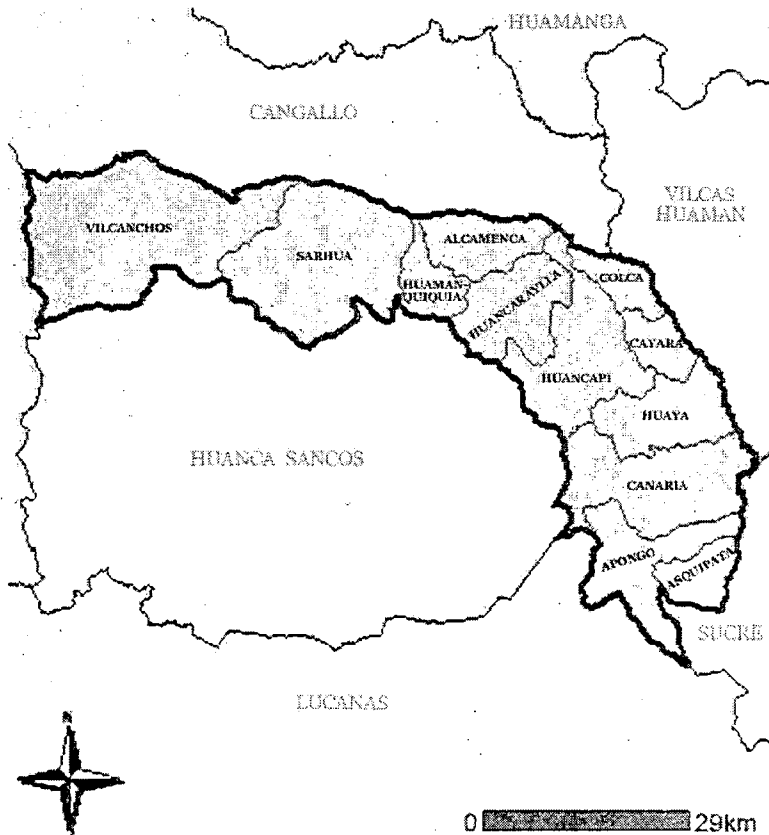 HUAMANGA
CANGALLO
VILCAS
HUAMAN
VILCANCHOS
SARHUA
ALCAMENCA
HUAMAN
QUIQUIA
HUANCARAYLLA
COLCA
CAYARA
HUANCAPI
HUAYA
HUANCA SANCOS
CANARIA
APONGO
ASQUIPATA
SUCRE
LUCANAS
N
0 29km